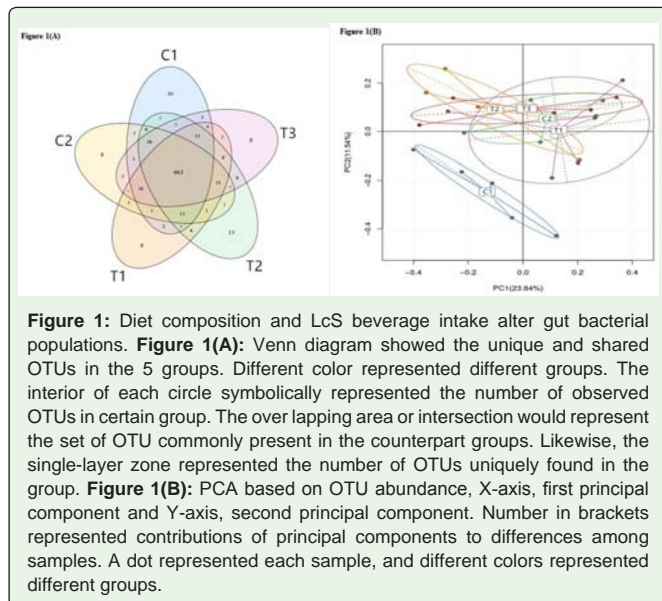 Figure 1(A)
C1
C2
T3
T1
T2
Figure 1(B)
T2
T3
C2
T1
C1
PC2(11.54%)
0.2
0.0
-0.2
-0.4
-0.4
-0.2
0.0
0.2
0.4
PC1(23.84%)
Figure 1: Diet composition and LcS beverage intake alter gut bacterial
populations. Figure 1(A): Venn diagram showed the unique and shared
OTUs in the 5 groups. Different color represented different groups. The
interior of each circle symbolically represented the number of observed
OTUs in certain group. The over lapping area or intersection would represent
the set of OTU commonly present in the counterpart groups. Likewise, the
single-layer zone represented the number of OTUs uniquely found in the
group. Figure 1(B): PCA based on OTU abundance, X-axis, first principal
component and Y-axis, second principal component. Number in brackets
represented contributions of principal components to differences among
samples. A dot represented each sample, and different colors represented
different groups.